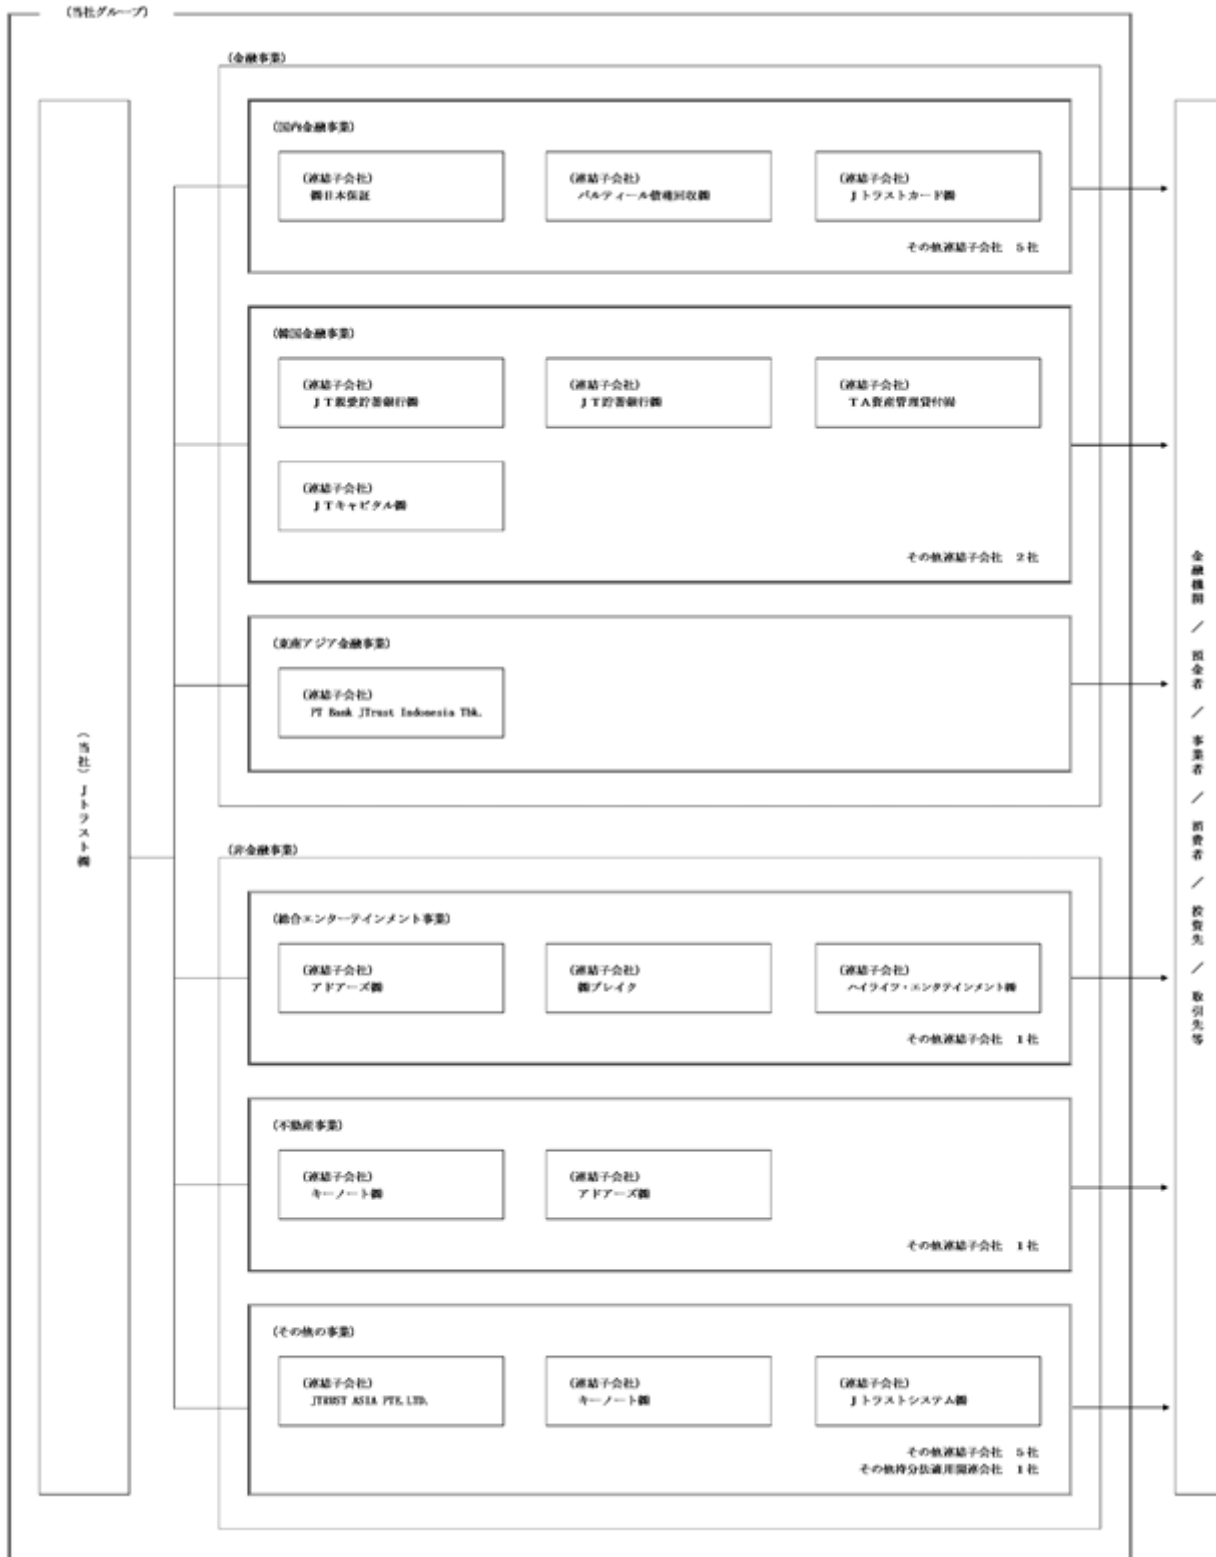 (当社グループ)
(金融事業)
(国内金融事業)
(連結子会社)
㈱日本保証
(連結子会社)
パルティール債権回収㈱
(連結子会社)
Jトラストカード㈱
その他連結子会社 5社
(韓国金融事業)
(連結子会社)
JT親愛貯蓄銀行㈱
(連結子会社)
JT貯蓄銀行㈱
(連結子会社)
TA資産管理貸付㈲
(連結子会社)
JTキャピタル㈱
その他連結子会社 2社
(東南アジア金融事業)
(連結子会社)
PT Bank JTrust Indonesia Tbk.
(当社)Jトラスト㈱
(非金融事業)
(総合エンターテインメント事業)
(連結子会社)
アドアーズ㈱
(連結子会社)
㈱ブレイク
(連結子会社)
ハイライツ・エンタテインメント㈱
その他連結子会社 1社
(不動産事業)
(連結子会社)
キーノート㈱
(連結子会社)
アドアーズ㈱
その他連結子会社 1社
(その他の事業)
(連結子会社)
JTRUST ASIA PTE.LTD.
(連結子会社)
キーノート㈱
(連結子会社)
Jトラストシステム㈱
その他連結子会社 5社
その他持分法適用関連会社 1社
金融機関/預金者/事業者/消費者/投資先/取引先等